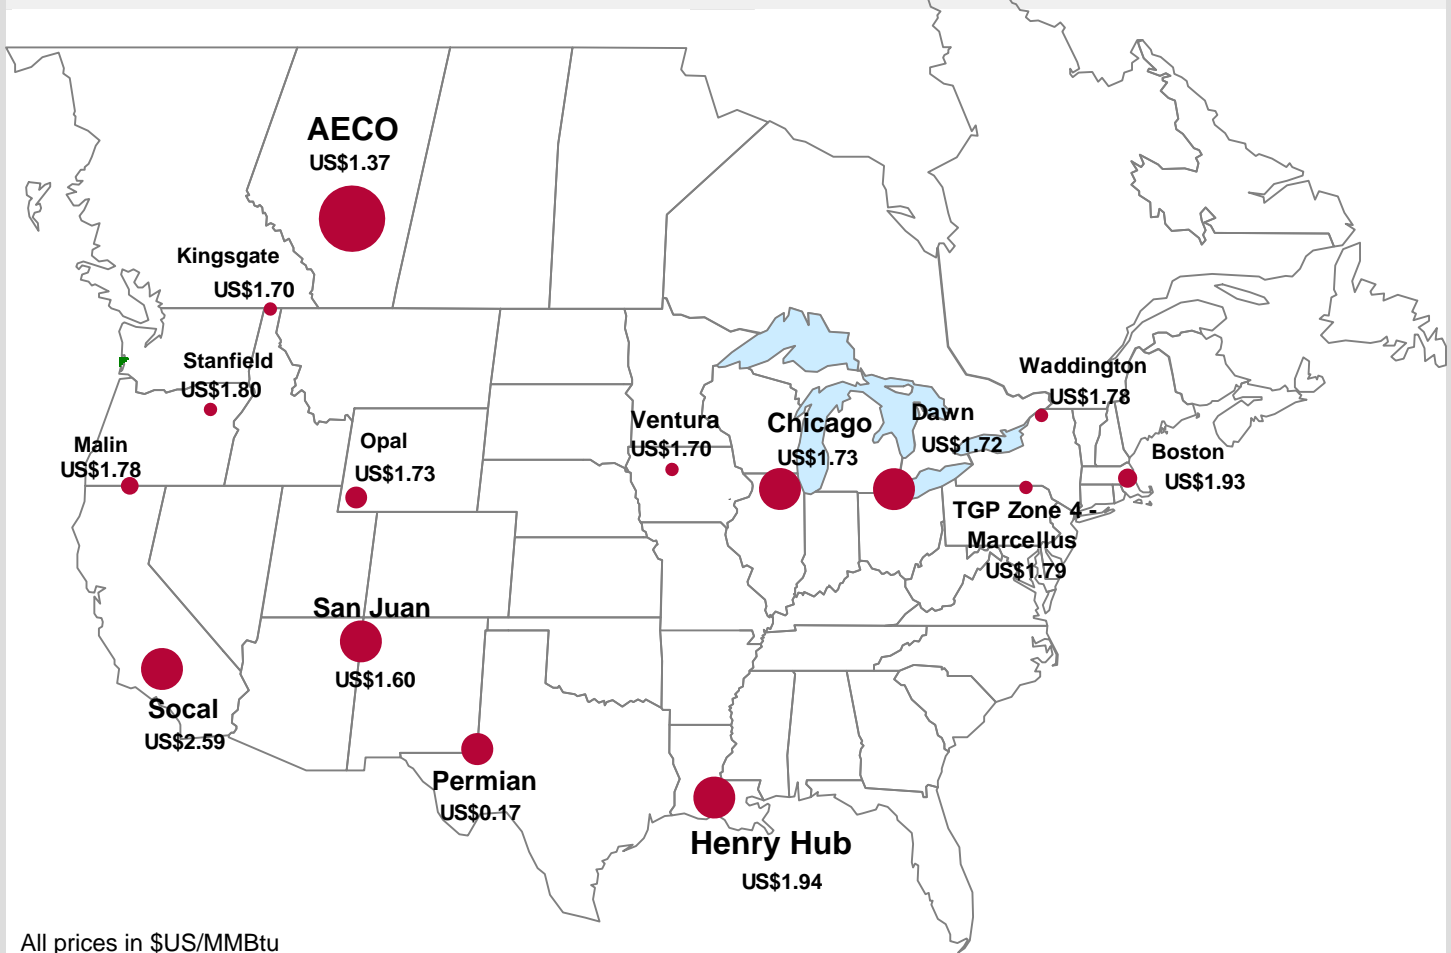 AECO
US$1.37
Kingsgate
US$1.70
Stanfield
US$1.80
Malin
US$1.78
Opal
US$1.73
Ventura
US$1.70
Chicago
US$1.73
Dawn
US$1.72
Waddington
US$1.78
Boston
US$1.93
TGP Zone 4 -
Marcellus
US$1.79
San Juan
US$1.60
Socal
US$2.59
Permian
US$0.17
Henry Hub
US$1.94
All prices in $US/MMBtu